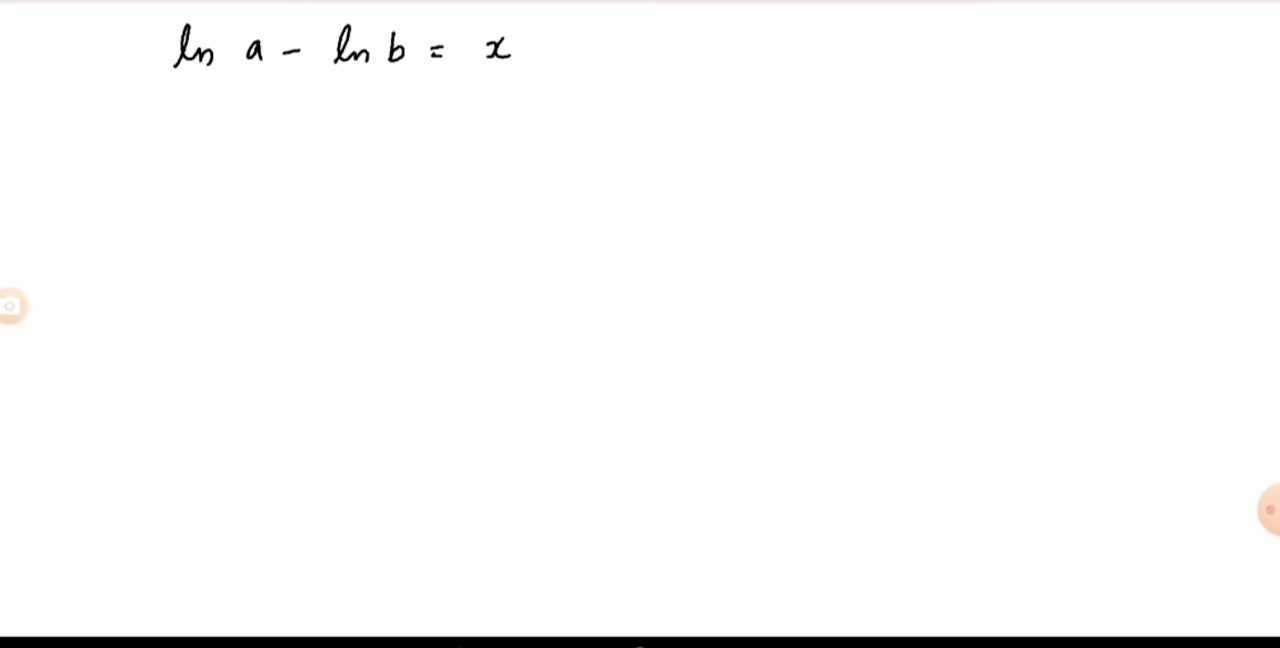 ln a - ln b = x